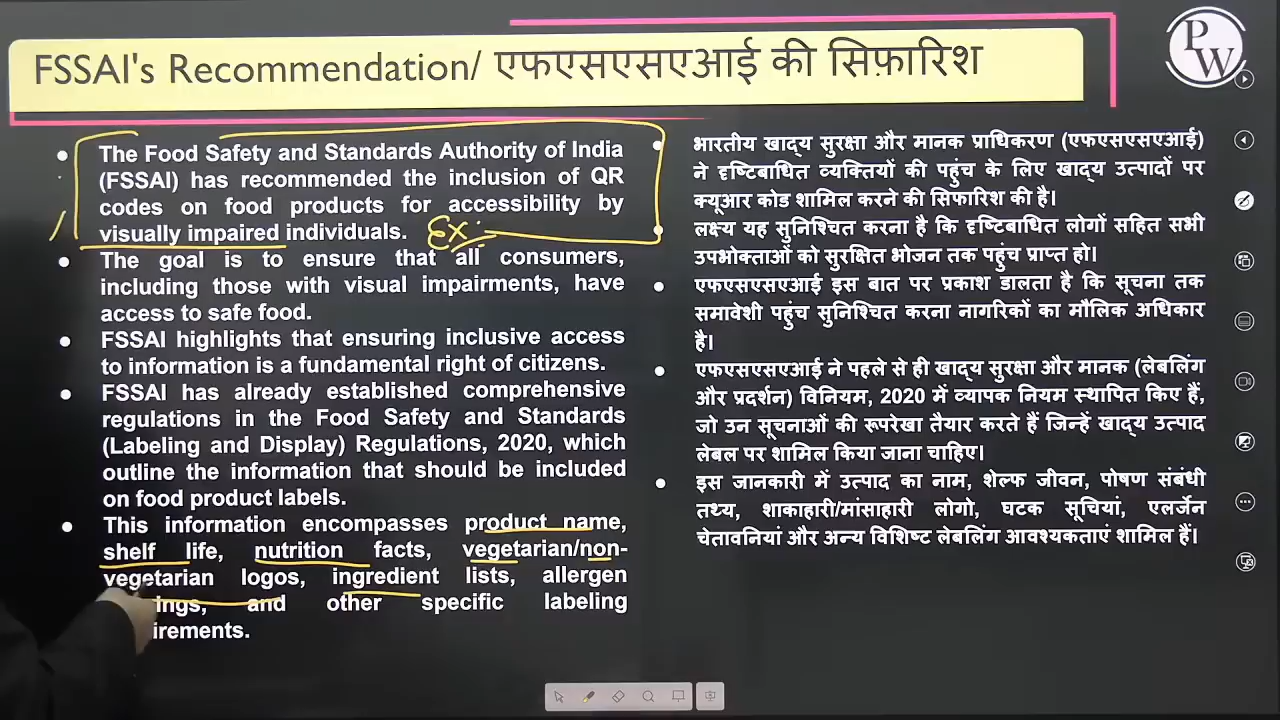 FSSAI's Recommendation/ एफएसएसएआई की सिफ़ारिश
PW
The Food Safety and Standards Authority of India
(FSSAI) has recommended the inclusion of QR
codes on food products for accessibility by
visually impaired individuals. Ex:
The goal is to ensure that all consumers,
including those with visual impairments, have
access to safe food.
FSSAI highlights that ensuring inclusive access
to information is a fundamental right of citizens.
FSSAI has already established comprehensive
regulations in the Food Safety and Standards
(Labeling and Display) Regulations, 2020, which
outline the information that should be included
on food product labels.
This information encompasses product name,
shelf life, nutrition facts, vegetarian/non-
vegetarian logos, ingredient lists, allergen
ings, and other specific labeling
irements.
भारतीय खाद्य सुरक्षा और मानक प्राधिकरण (एफएसएसएआई)
ने दृष्टिबाधित व्यक्तियों की पहुंच के लिए खाद्य उत्पादों पर
क्यूआर कोड शामिल करने की सिफारिश की है।
लक्ष्य यह सुनिश्चित करना है कि दृष्टिबाधित लोगों सहित सभी
उपभोक्ताओं को सुरक्षित भोजन तक पहुंच प्राप्त हो।
एफएसएसएआई इस बात पर प्रकाश डालता है कि सूचना तक
समावेशी पहुंच सुनिश्चित करना नागरिकों का मौलिक अधिकार
है।
एफएसएसएआई ने पहले से ही खाद्य सुरक्षा और मानक (लेबलिंग
और प्रदर्शन) विनियम, 2020 में व्यापक नियम स्थापित किए हैं,
जो उन सूचनाओं की रूपरेखा तैयार करते हैं जिन्हें खाद्य उत्पाद
लेबल पर शामिल किया जाना चाहिए।
इस जानकारी में उत्पाद का नाम, शेल्फ जीवन, पोषण संबंधी
तथ्य, शाकाहारी/मांसाहारी लोगो, घटक सूचियां, एलर्जेन
चेतावनियां और अन्य विशिष्ट लेबलिंग आवश्यकताएं शामिल हैं।